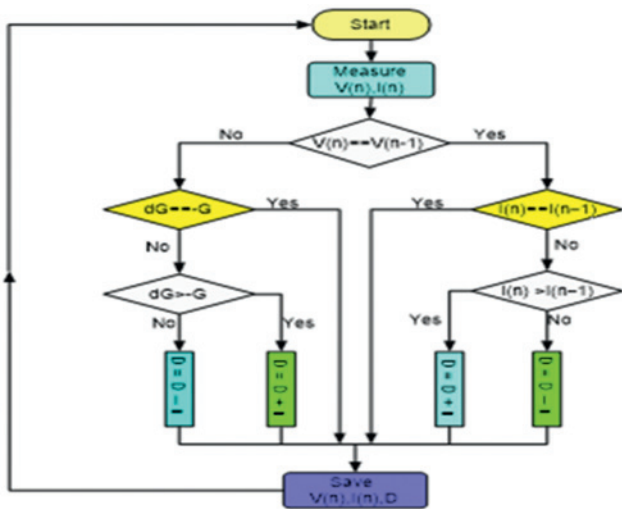 Start
Measure
V(n),I(n)
V(n)==V(n-1)
No
Yes
dG==-G
Yes
Yes
I(n)==I(n-1)
No
No
dG>-G
I(n) >I(n-1)
No
Yes
Yes
No
D = D - I
D = D + I
D = D + I
D = D - I
Save
V(n),I(n),D